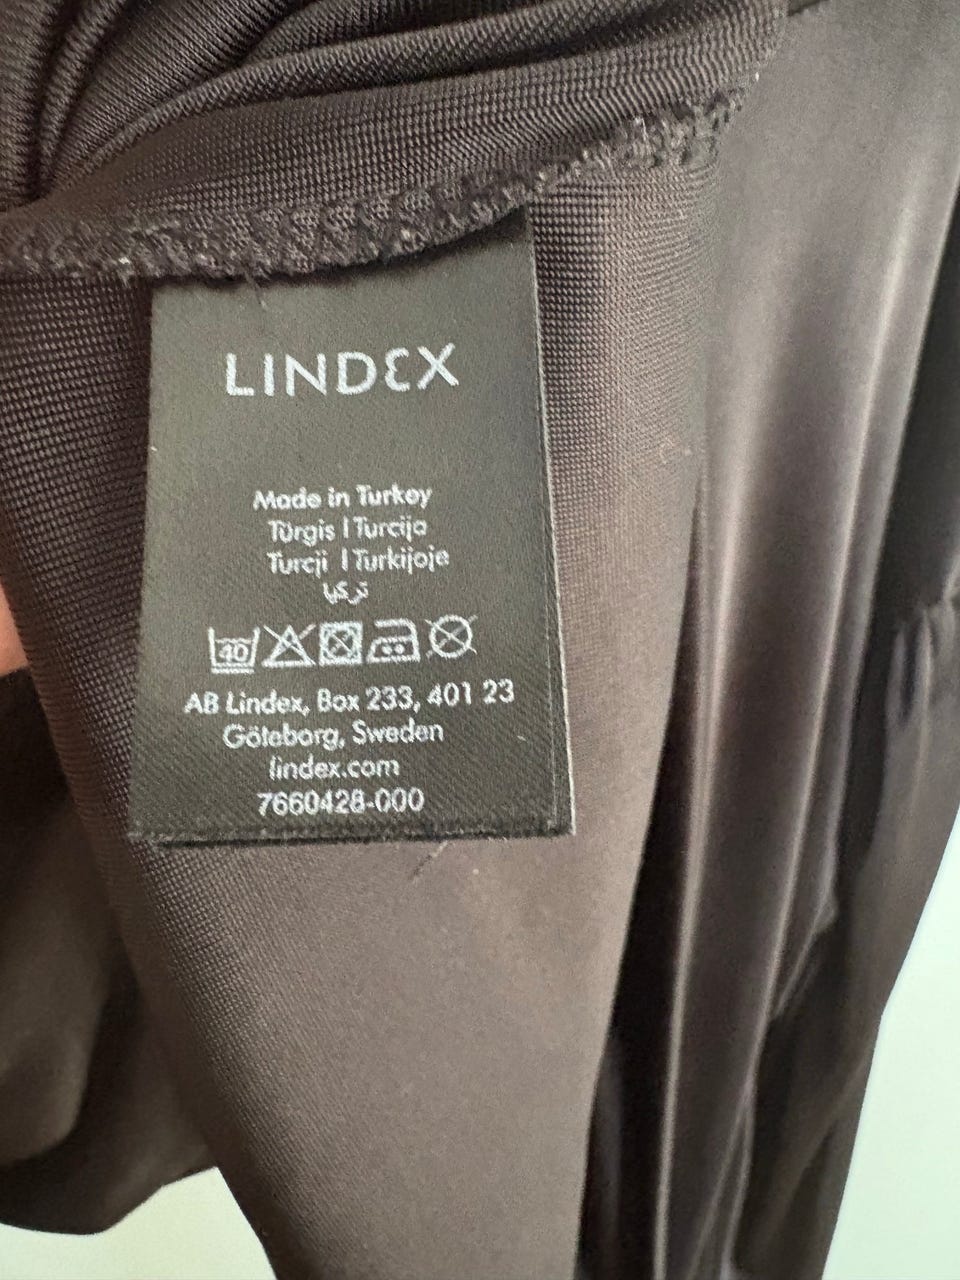 LINDEX
Made in Turkey
Türgis | Turcija
Turcji | Turkijoje
تركيا
40
AB Lindex, Box 233, 401 23
Göteborg, Sweden
lindex.com
7660428-000